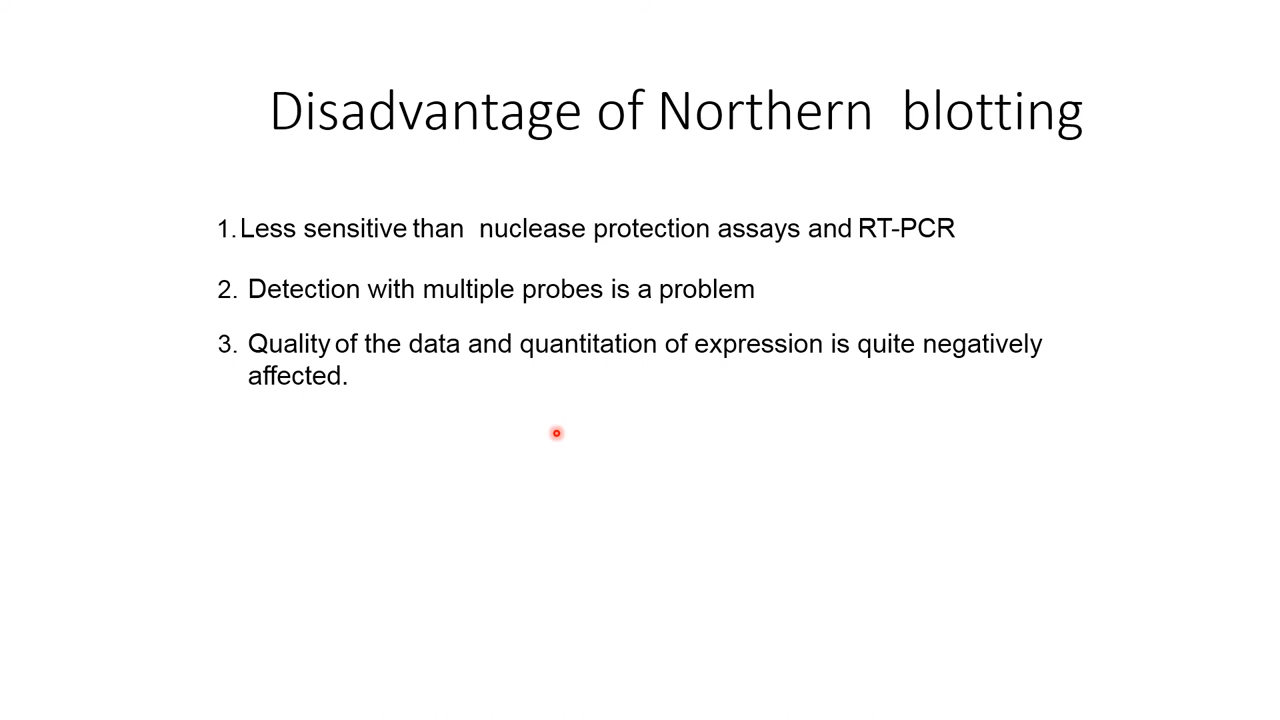 Disadvantage of Northern blotting
1. Less sensitive than nuclease protection assays and RT-PCR
2. Detection with multiple probes is a problem
3. Quality of the data and quantitation of expression is quite negatively
affected.